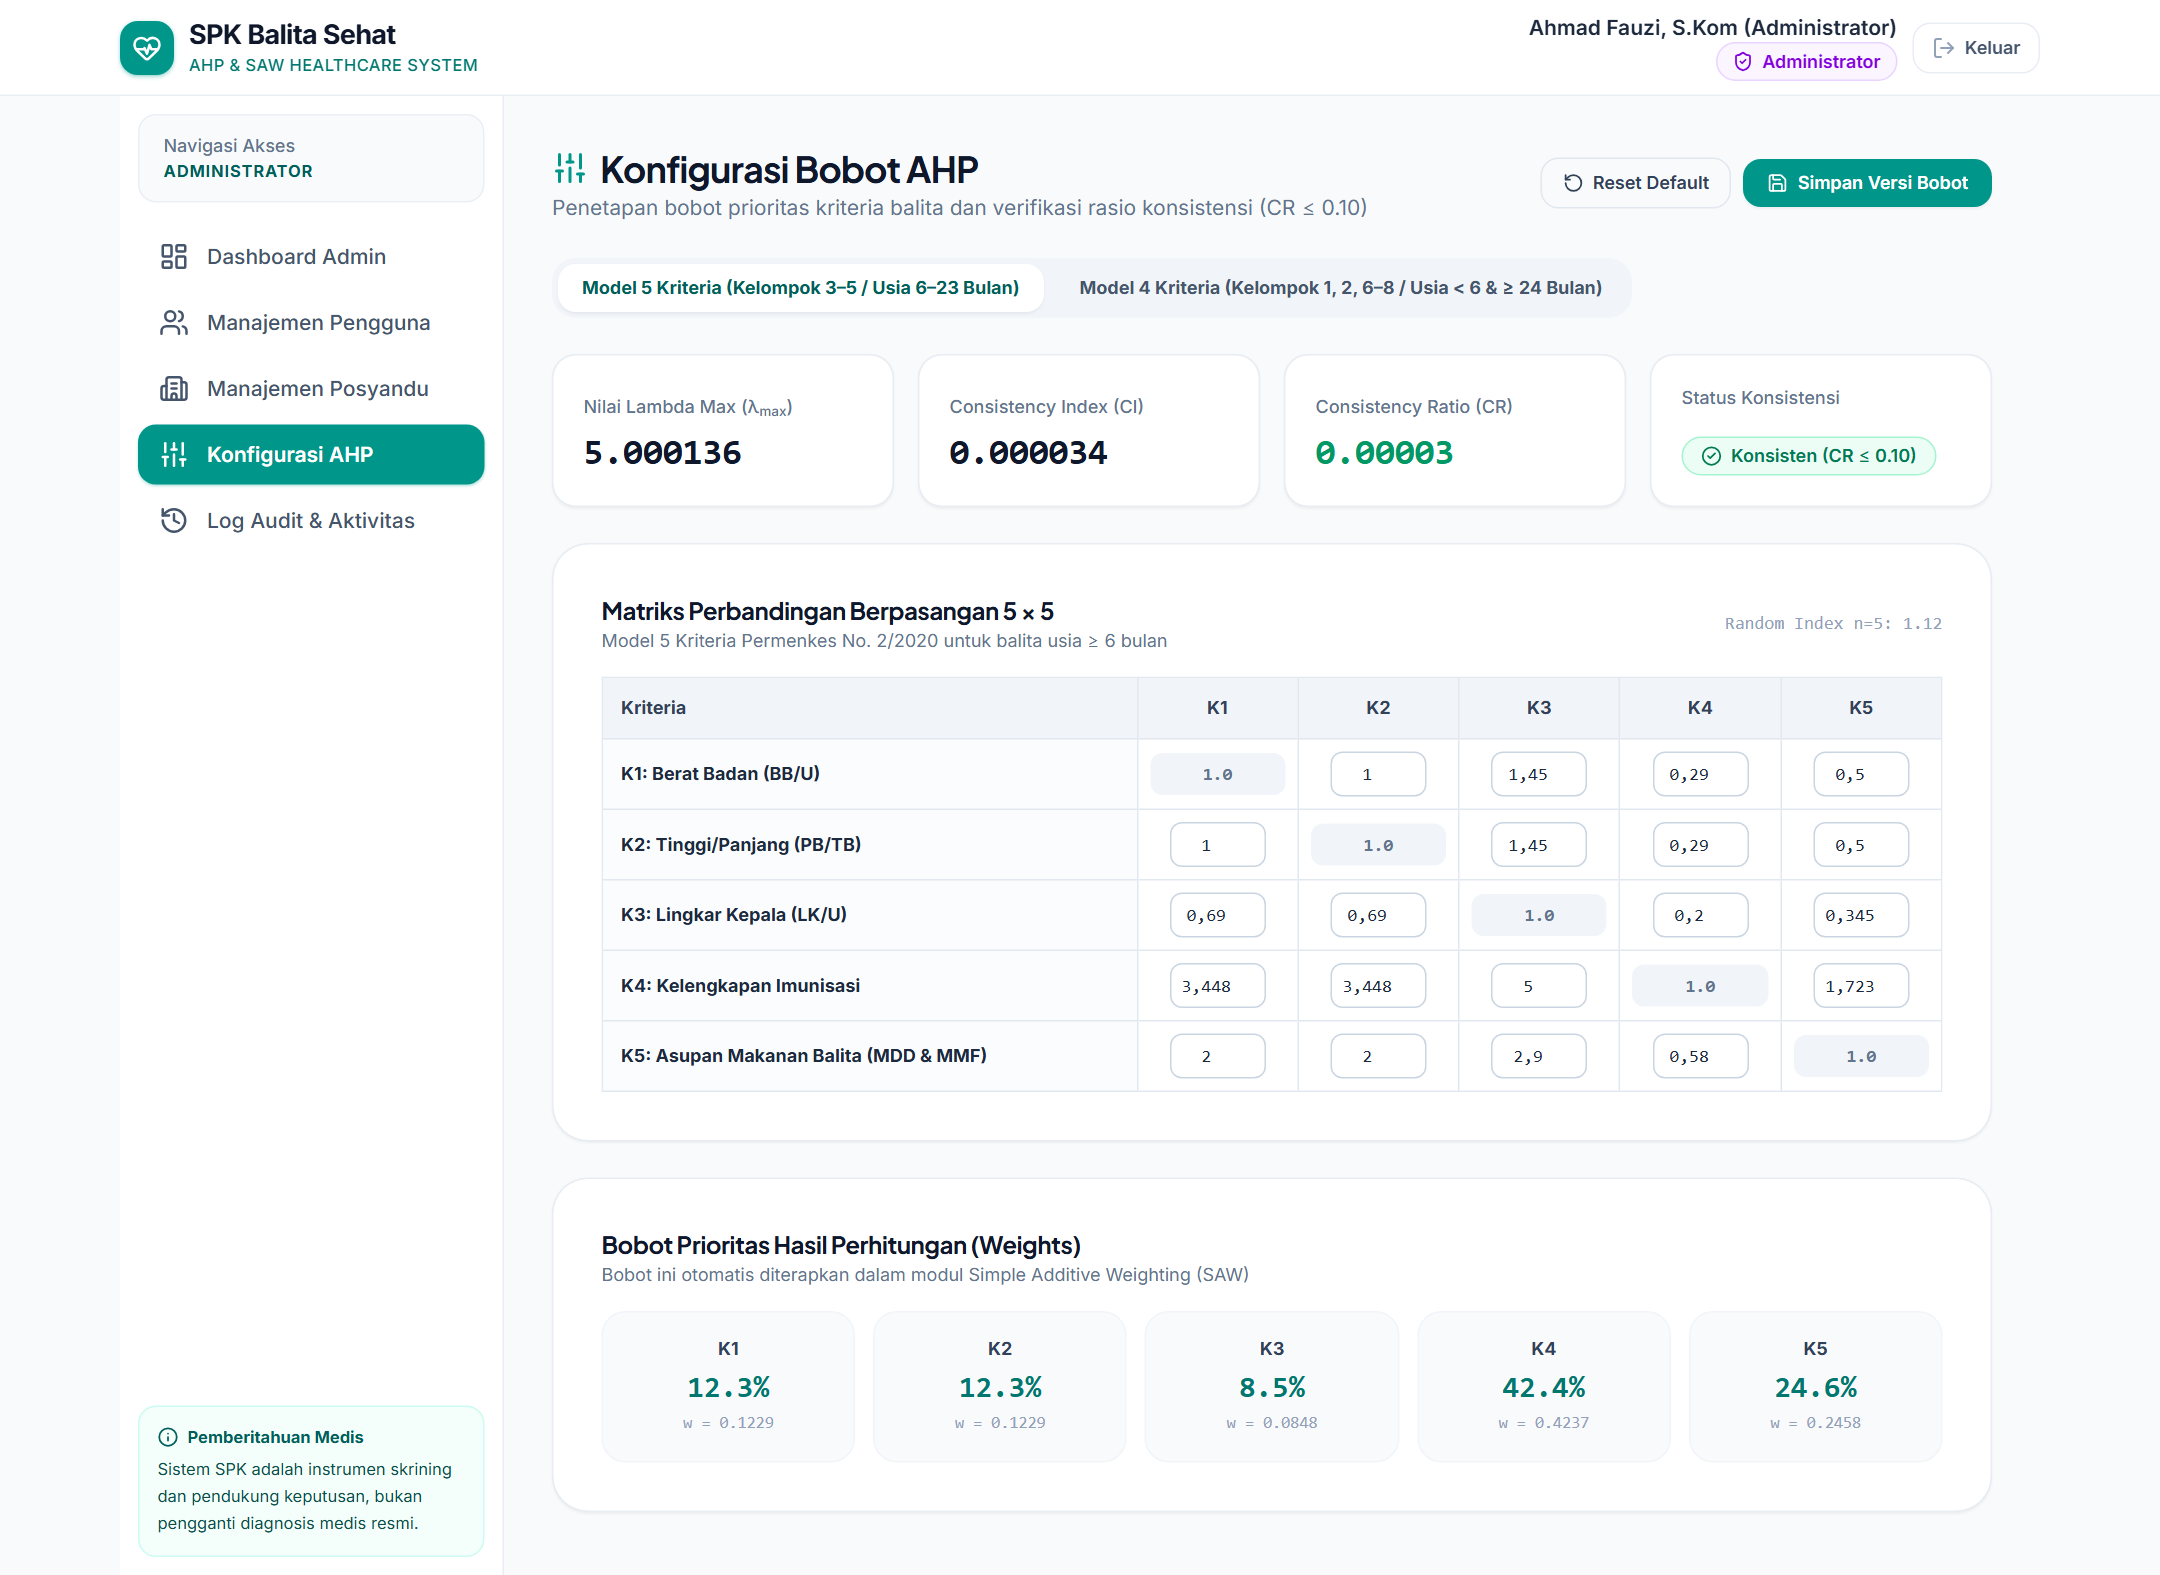 SPK Balita Sehat
AHP & SAW HEALTHCARE SYSTEM
Ahmad Fauzi, S.Kom (Administrator)
Administrator
Keluar
Navigasi Akses
ADMINISTRATOR
Dashboard Admin
Manajemen Pengguna
Manajemen Posyandu
Konfigurasi AHP
Log Audit & Aktivitas
Pemberitahuan Medis
Sistem SPK adalah instrumen skrining
dan pendukung keputusan, bukan
pengganti diagnosis medis resmi.
Konfigurasi Bobot AHP
Penetapan bobot prioritas kriteria balita dan verifikasi rasio konsistensi (CR ≤ 0.10)
Reset Default
Simpan Versi Bobot
Model 5 Kriteria (Kelompok 3–5 / Usia 6–23 Bulan)
Model 4 Kriteria (Kelompok 1, 2, 6–8 / Usia < 6 & ≥ 24 Bulan)
Nilai Lambda Max (λmax)
5.000136
Consistency Index (CI)
0.000034
Consistency Ratio (CR)
0.00003
Status Konsistensi
Konsisten (CR ≤ 0.10)
Matriks Perbandingan Berpasangan 5 × 5
Model 5 Kriteria Permenkes No. 2/2020 untuk balita usia ≥ 6 bulan
Random Index n=5: 1.12
Kriteria K1 K2 K3 K4 K5
K1: Berat Badan (BB/U) 1.0 1 1,45 0,29 0,5
K2: Tinggi/Panjang (PB/TB) 1 1.0 1,45 0,29 0,5
K3: Lingkar Kepala (LK/U) 0,69 0,69 1.0 0,2 0,345
K4: Kelengkapan Imunisasi 3,448 3,448 5 1.0 1,723
K5: Asupan Makanan Balita (MDD & MMF) 2 2 2,9 0,58 1.0
Bobot Prioritas Hasil Perhitungan (Weights)
Bobot ini otomatis diterapkan dalam modul Simple Additive Weighting (SAW)
K1
12.3%
w = 0.1229
K2
12.3%
w = 0.1229
K3
8.5%
w = 0.0848
K4
42.4%
w = 0.4237
K5
24.6%
w = 0.2458